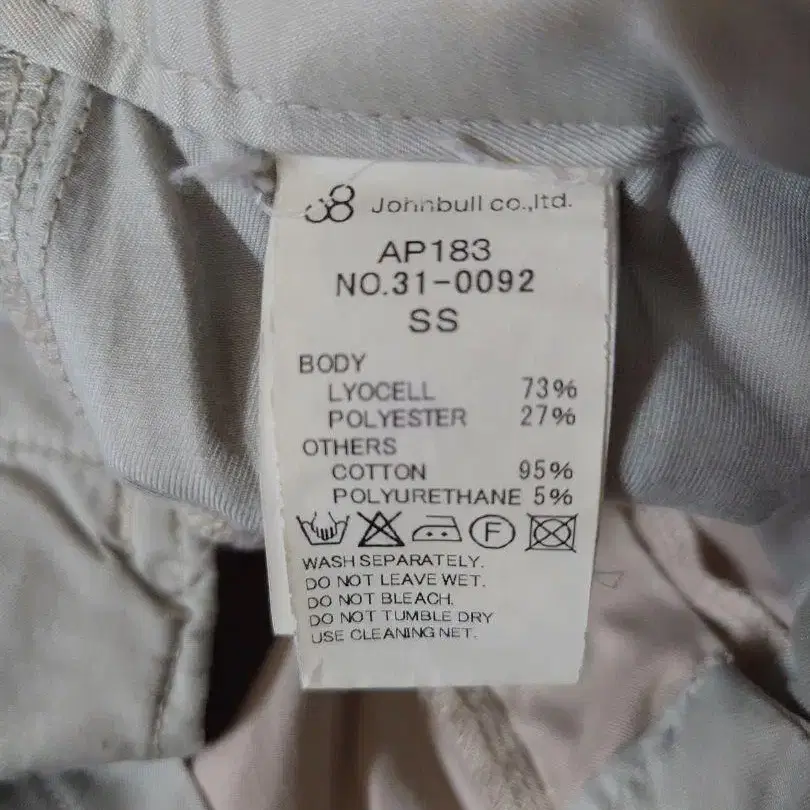 Johnbull co.,ltd.
AP183
NO.31-0092
SS
BODY
LYOCELL 73%
POLYESTER 27%
OTHERS
COTTON 95%
POLYURETHANE 5%
F
WASH SEPARATELY.
DO NOT LEAVE WET.
DO NOT BLEACH.
DO NOT TUMBLE DRY
USE CLEANING NET.